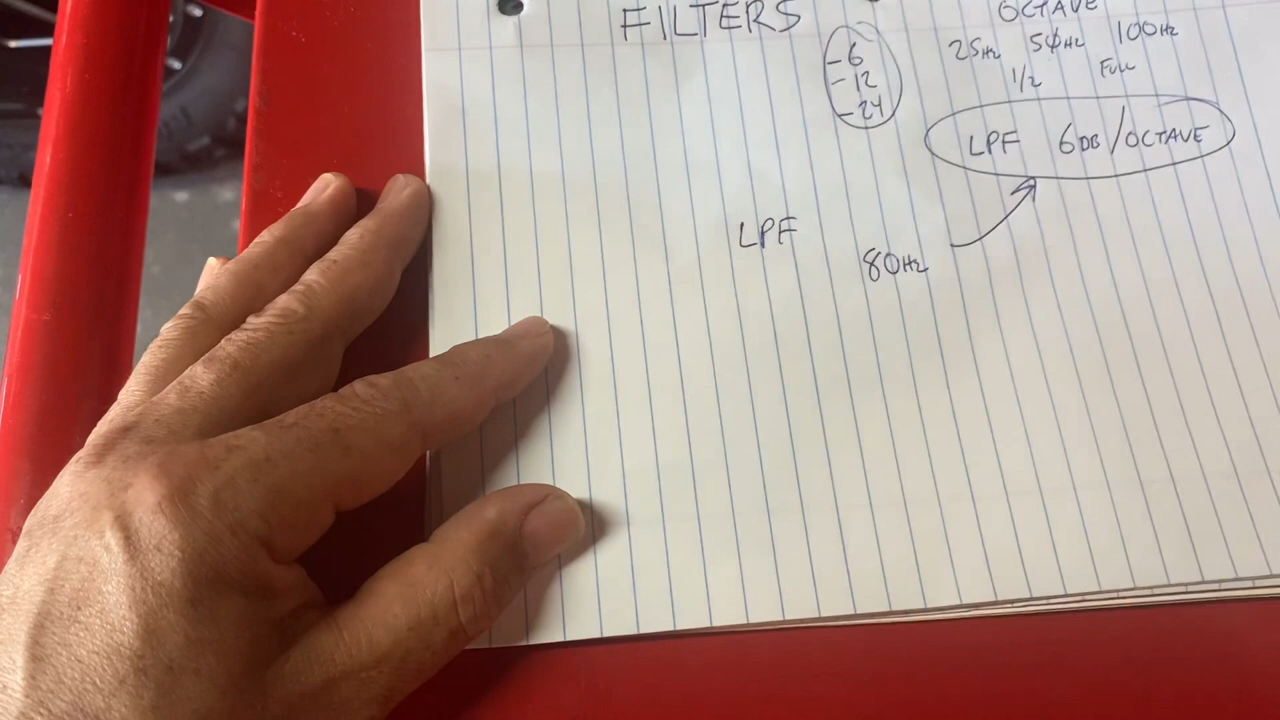 FILTERS
OCTAVE
25Hz 50Hz 100Hz
1/2 Full
-6
-12
-24
LPF 6DB/OCTAVE
LPF
80Hz